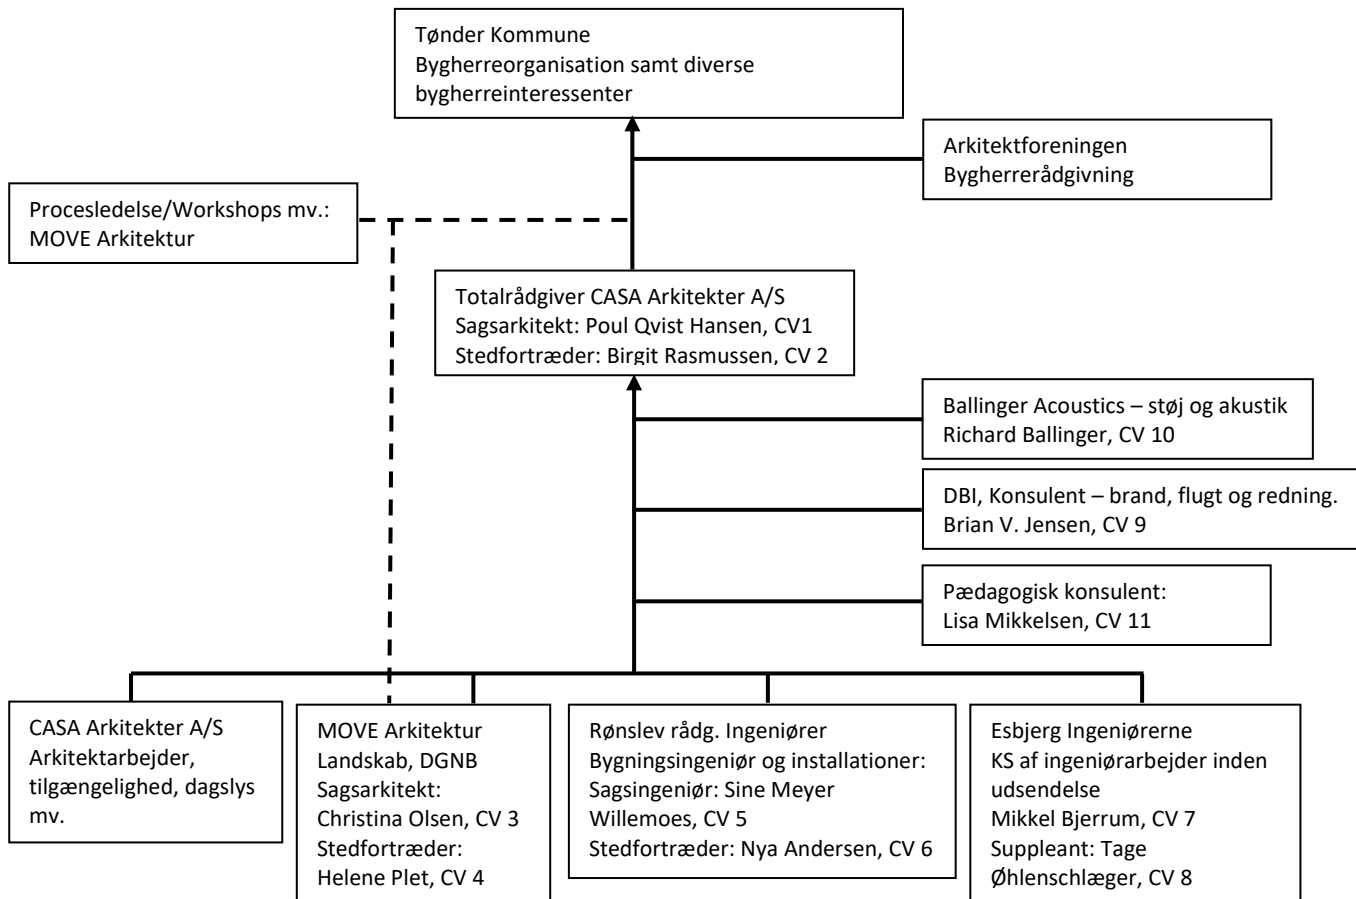 Tønder Kommune
Bygherreorganisation samt diverse
bygherreinteressenter
Arkitektforeningen
Bygherrerådgivning
Procesledelse/Workshops mv.:
MOVE Arkitektur
Totalrådgiver CASA Arkitekter A/S
Sagsarkitekt: Poul Qvist Hansen, CV1
Stedfortræder: Birgit Rasmussen, CV 2
Ballinger Acoustics – støj og akustik
Richard Ballinger, CV 10
DBI, Konsulent – brand, flugt og redning.
Brian V. Jensen, CV 9
Pædagogisk konsulent:
Lisa Mikkelsen, CV 11
CASA Arkitekter A/S
Arkitektarbejder,
tilgængelighed, dagslys
mv.
MOVE Arkitektur
Landskab, DGNB
Sagsarkitekt:
Christina Olsen, CV 3
Stedfortræder:
Helene Plet, CV 4
Rønslev rådg. Ingeniører
Bygningsingeniør og installationer:
Sagsingeniør: Sine Meyer
Willemoes, CV 5
Stedfortræder: Nya Andersen, CV 6
Esbjerg Ingeniørerne
KS af ingeniørarbejder inden
udsendelse
Mikkel Bjerrum, CV 7
Suppleant: Tage
Øhlenschlæger, CV 8